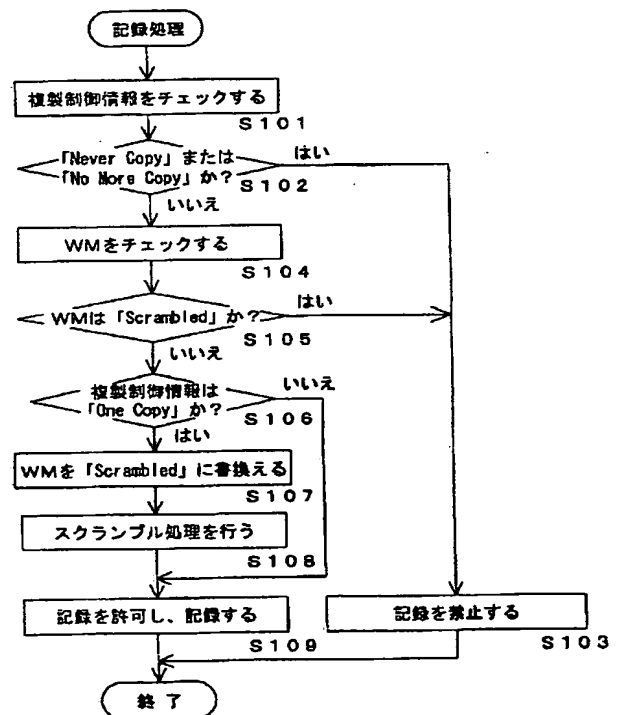 記録処理
複製制御情報をチェックする
S101
「Never Copy」または
「No More Copy」か?
はい
S102
いいえ
WMをチェックする
S104
WMは「Scrambled」か?
はい
S105
いいえ
複製制御情報は
「One Copy」か?
いいえ
S106
はい
WMを「Scrambled」に書換える
S107
スクランブル処理を行う
S108
記録を許可し、記録する
S109
記録を禁止する
S103
終了